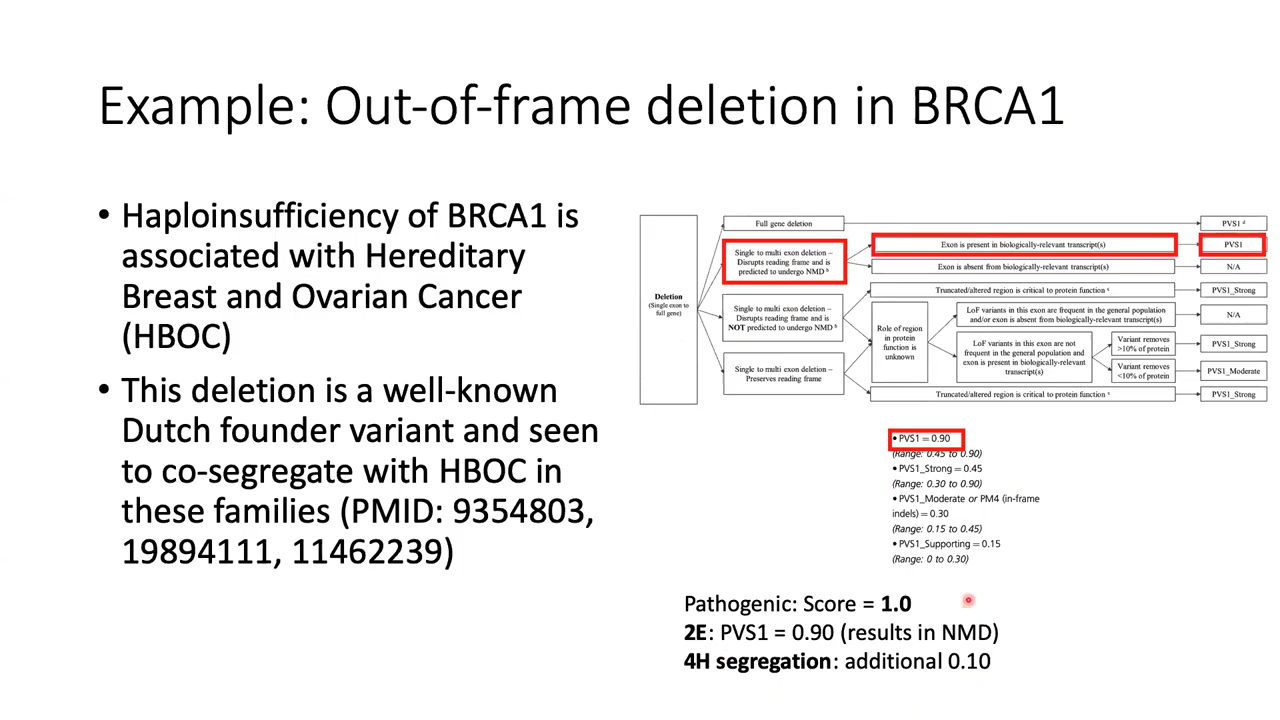 Example: Out-of-frame deletion in BRCA1
• Haploinsufficiency of BRCA1 is
associated with Hereditary
Breast and Ovarian Cancer
(HBOC)
• This deletion is a well-known
Dutch founder variant and seen
to co-segregate with HBOC in
these families (PMID: 9354803,
19894111, 11462239)
Deletion
(Single exon to
full gene)
Full gene deletion
PVS1 d
Single to multi exon deletion –
Disrupts reading frame and is
predicted to undergo NMD b
Exon is present in biologically-relevant transcript(s)
PVS1
Exon is absent from biologically-relevant transcript(s)
N/A
Single to multi exon deletion –
Disrupts reading frame and is
NOT predicted to undergo NMD b
Truncated/altered region is critical to protein function c
PVS1_Strong
Role of region
in protein
function is
unknown
LoF variants in this exon are frequent in the general population
and/or exon is absent from biologically-relevant transcript(s)
N/A
LoF variants in this exon are not
frequent in the general population and
exon is present in biologically-relevant
transcript(s)
Variant removes
>10% of protein
PVS1_Strong
Variant removes
<10% of protein
PVS1_Moderate
Single to multi exon deletion –
Preserves reading frame
Truncated/altered region is critical to protein function c
PVS1_Strong
• PVS1 = 0.90
(Range: 0.45 to 0.90)
• PVS1_Strong = 0.45
(Range: 0.30 to 0.90)
• PVS1_Moderate or PM4 (in-frame
indels) = 0.30
(Range: 0.15 to 0.45)
• PVS1_Supporting = 0.15
(Range: 0 to 0.30)
Pathogenic: Score = 1.0
2E: PVS1 = 0.90 (results in NMD)
4H segregation: additional 0.10